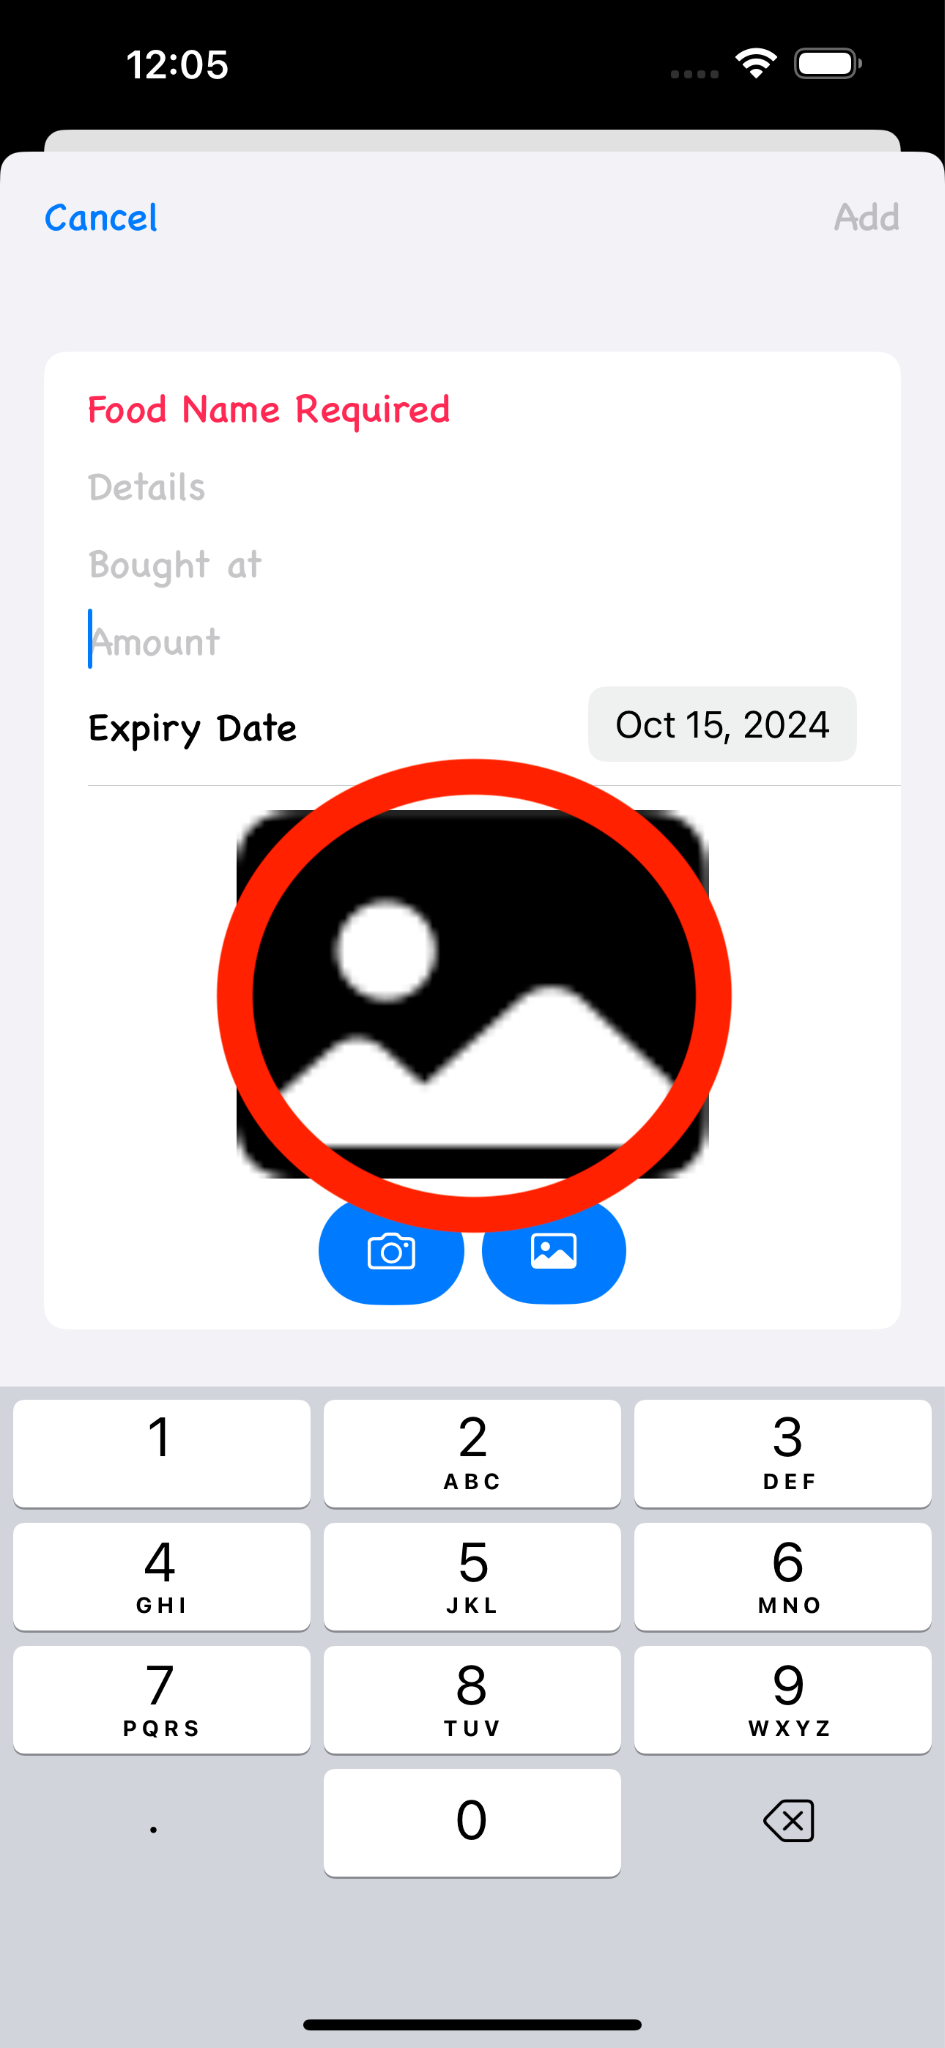 12:05
Cancel
Add
Food Name Required
Details
Bought at
Amount
Expiry Date
Oct 15, 2024
1
2
3
ABC
DEF
4
5
6
GHI
JKL
MNO
7
8
9
PQRS
TUV
WXYZ
.
0